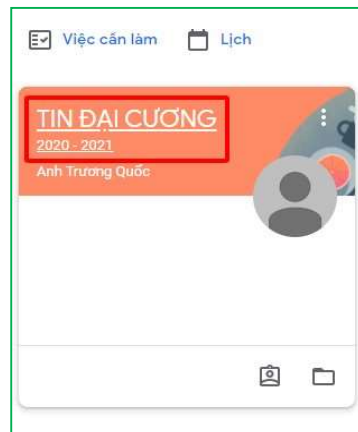 Việc cần làm Lịch
TIN ĐẠI CƯƠNG
2020 - 2021
Anh Trương Quốc